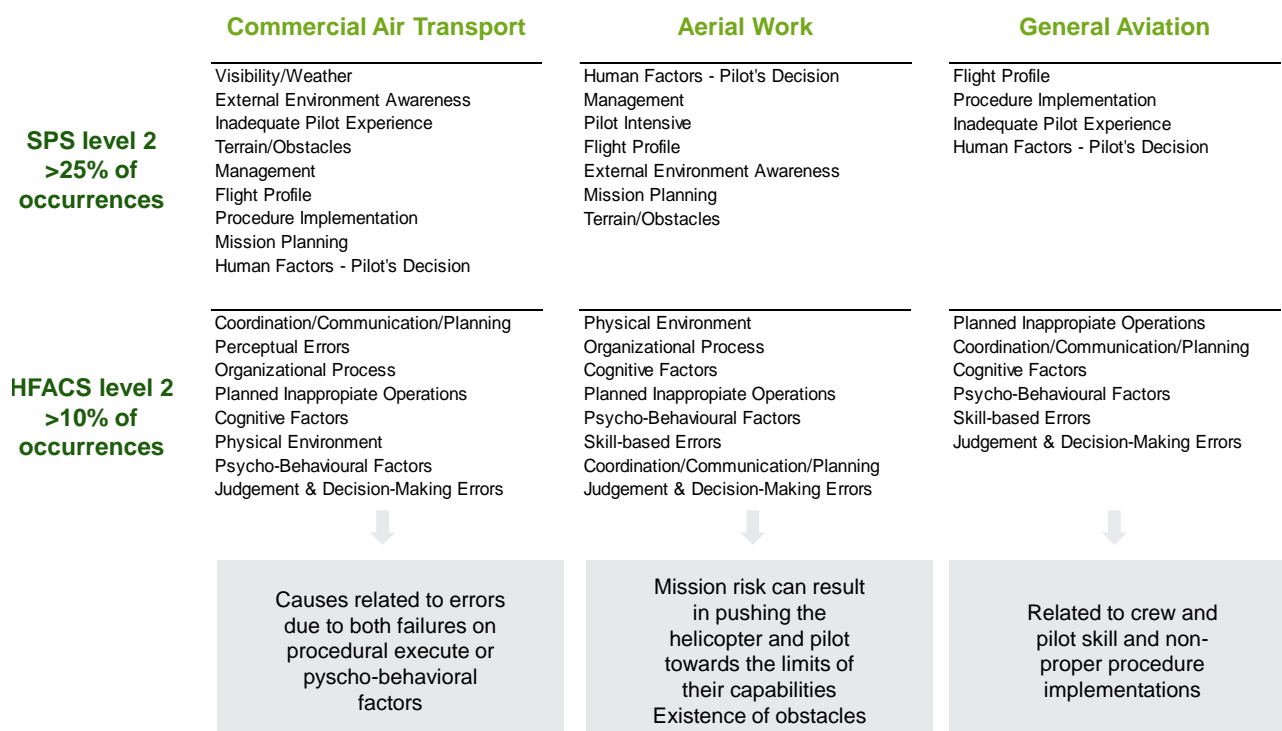 Commercial Air Transport
Aerial Work
General Aviation
SPS level 2
>25% of
occurrences
Visibility/Weather
External Environment Awareness
Inadequate Pilot Experience
Terrain/Obstacles
Management
Flight Profile
Procedure Implementation
Mission Planning
Human Factors - Pilot's Decision
Human Factors - Pilot's Decision
Management
Pilot Intensive
Flight Profile
External Environment Awareness
Mission Planning
Terrain/Obstacles
Flight Profile
Procedure Implementation
Inadequate Pilot Experience
Human Factors - Pilot's Decision
HFACS level 2
>10% of
occurrences
Coordination/Communication/Planning
Perceptual Errors
Organizational Process
Planned Inappropiate Operations
Cognitive Factors
Physical Environment
Psycho-Behavioural Factors
Judgement & Decision-Making Errors
Physical Environment
Organizational Process
Cognitive Factors
Planned Inappropiate Operations
Psycho-Behavioural Factors
Skill-based Errors
Coordination/Communication/Planning
Judgement & Decision-Making Errors
Planned Inappropiate Operations
Coordination/Communication/Planning
Cognitive Factors
Psycho-Behavioural Factors
Skill-based Errors
Judgement & Decision-Making Errors
Causes related to errors
due to both failures on
procedural execute or
pyscho-behavioral
factors
Mission risk can result
in pushing the
helicopter and pilot
towards the limits of
their capabilities
Existence of obstacles
Related to crew and
pilot skill and non-
proper procedure
implementations